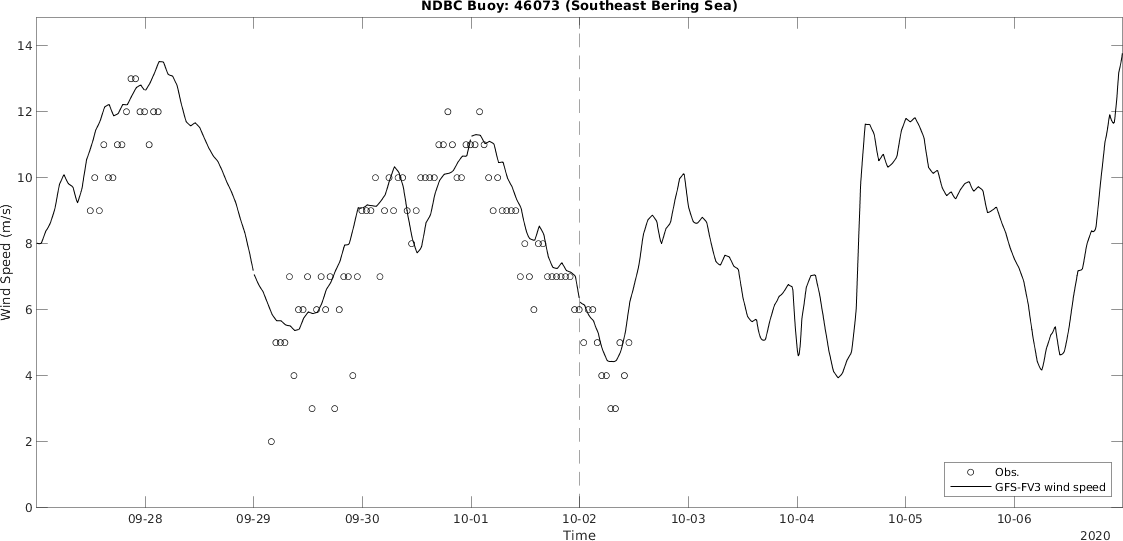 NDBC Buoy: 46073 (Southeast Bering Sea)
Wind Speed (m/s)
14
12
10
8
6
4
2
0
Obs.
GFS-FV3 wind speed
09-28 09-29 09-30 10-01 10-02 10-03 10-04 10-05 10-06
Time
2020